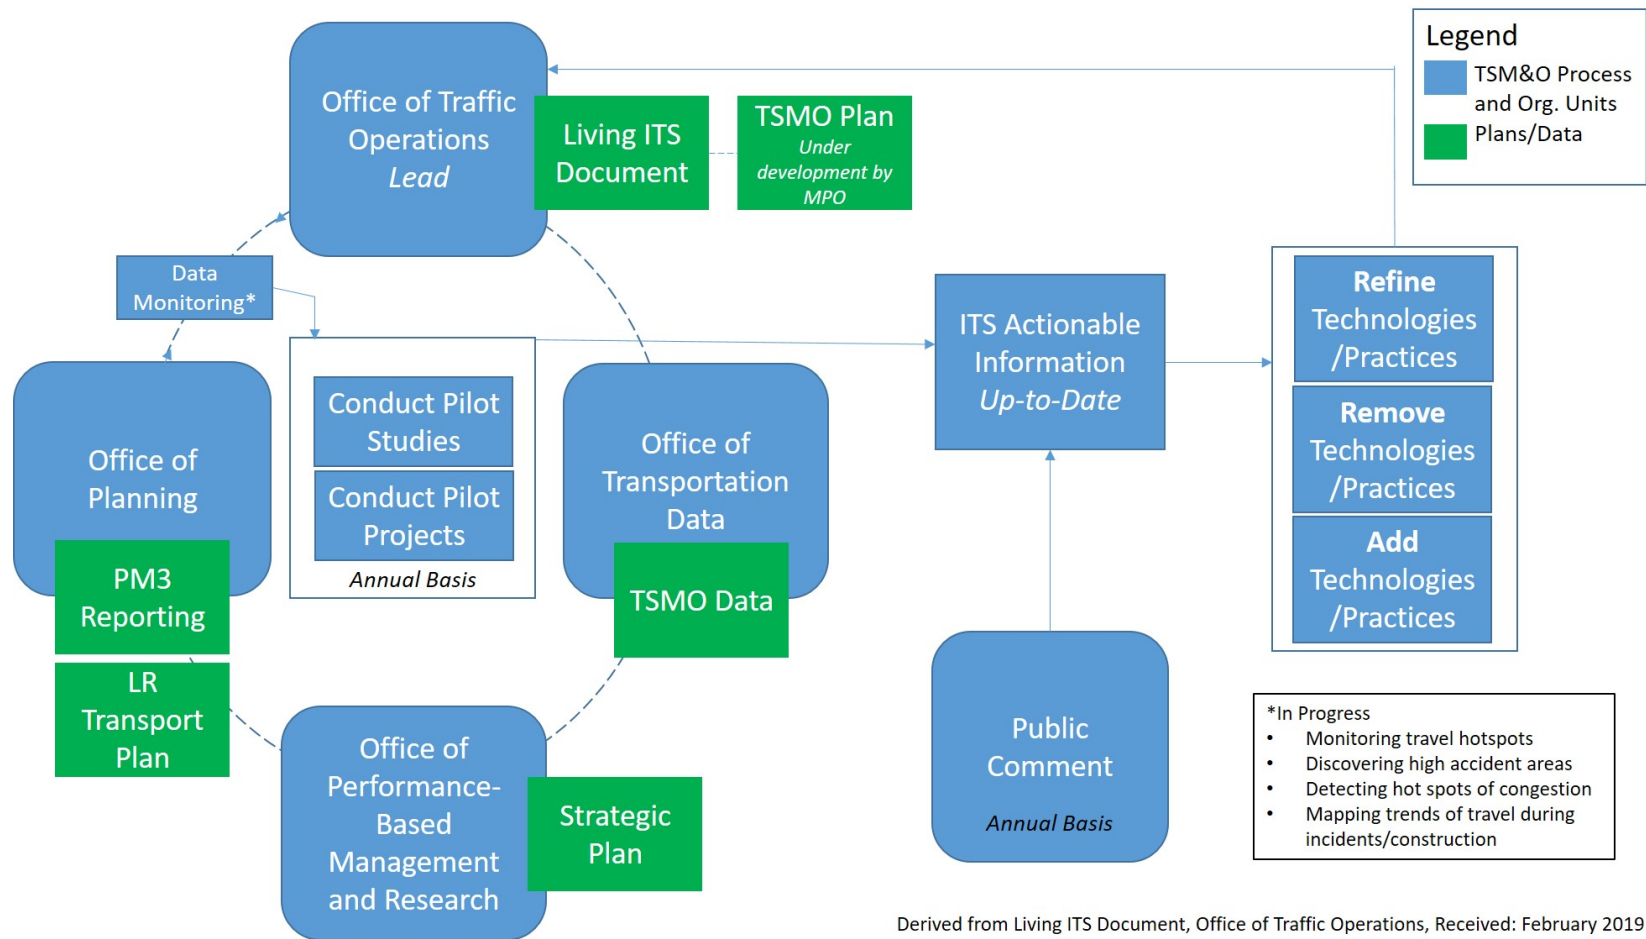 Office of Traffic
Operations
Lead
Living ITS
Document
TSMO Plan
Under
development by
MPO
Legend
TSM&O Process
and Org. Units
Plans/Data
Data
Monitoring*
Conduct Pilot
Studies
Conduct Pilot
Projects
Annual Basis
Office of
Planning
PM3
Reporting
LR
Transport
Plan
Office of
Transportation
Data
TSMO Data
Office of
Performance-
Based
Management
and Research
Strategic
Plan
ITS Actionable
Information
Up-to-Date
Public
Comment
Annual Basis
Refine
Technologies
/Practices
Remove
Technologies
/Practices
Add
Technologies
/Practices
*In Progress
• Monitoring travel hotspots
• Discovering high accident areas
• Detecting hot spots of congestion
• Mapping trends of travel during
incidents/construction
Derived from Living ITS Document, Office of Traffic Operations, Received: February 2019